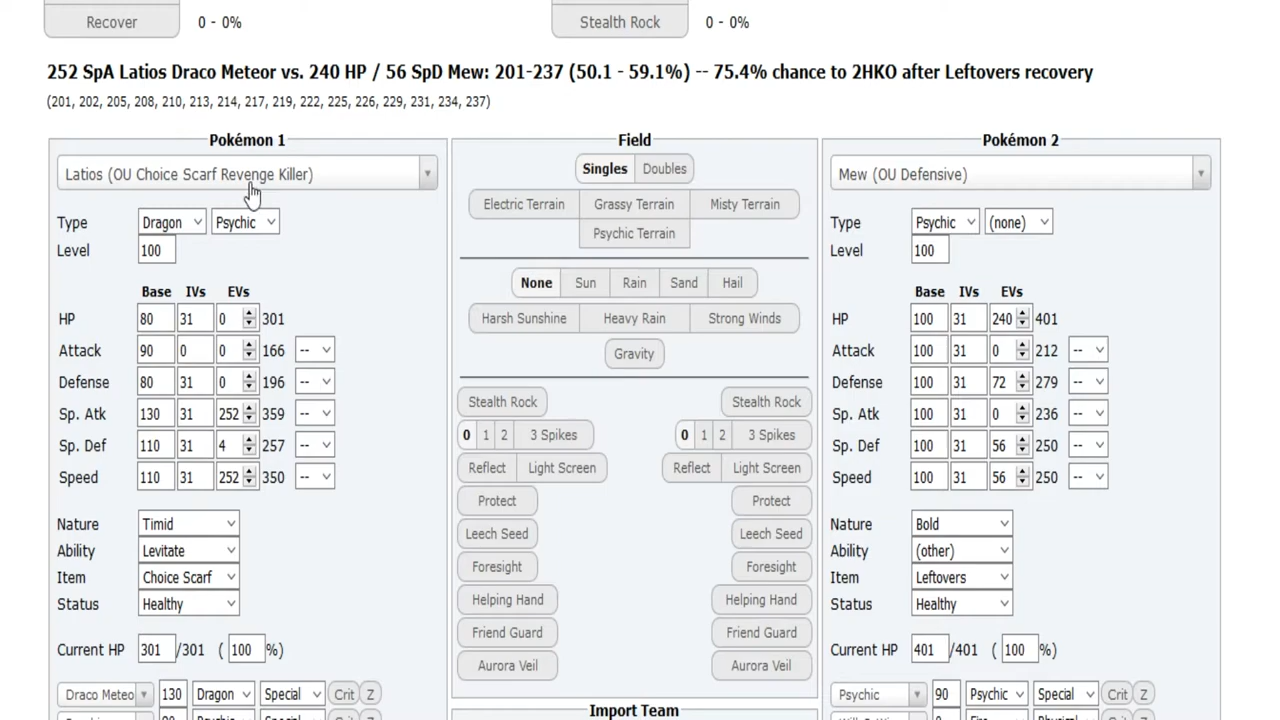 Recover 0 - 0% Stealth Rock 0 - 0%
252 SpA Latios Draco Meteor vs. 240 HP / 56 SpD Mew: 201-237 (50.1 - 59.1%) -- 75.4% chance to 2HKO after Leftovers recovery
(201, 202, 205, 208, 210, 213, 214, 217, 219, 222, 225, 226, 229, 231, 234, 237)
Pokémon 1
Latios (OU Choice Scarf Revenge Killer)
Type Dragon Psychic
Level 100
Base IVs EVs
HP 80 31 0 301
Attack 90 0 0 166 --
Defense 80 31 0 196 --
Sp. Atk 130 31 252 359 --
Sp. Def 110 31 4 257 --
Speed 110 31 252 350 --
Nature Timid
Ability Levitate
Item Choice Scarf
Status Healthy
Current HP 301 /301 ( 100 %)
Draco Meteo 130 Dragon Special Crit Z
Field
Singles Doubles
Electric Terrain Grassy Terrain Misty Terrain
Psychic Terrain
None Sun Rain Sand Hail
Harsh Sunshine Heavy Rain Strong Winds
Gravity
Stealth Rock Stealth Rock
0 1 2 3 Spikes 0 1 2 3 Spikes
Reflect Light Screen Reflect Light Screen
Protect Protect
Leech Seed Leech Seed
Foresight Foresight
Helping Hand Helping Hand
Friend Guard Friend Guard
Aurora Veil Aurora Veil
Import Team
Pokémon 2
Mew (OU Defensive)
Type Psychic (none)
Level 100
Base IVs EVs
HP 100 31 240 401
Attack 100 31 0 212 --
Defense 100 31 72 279 --
Sp. Atk 100 31 0 236 --
Sp. Def 100 31 56 250 --
Speed 100 31 56 250 --
Nature Bold
Ability (other)
Item Leftovers
Status Healthy
Current HP 401 /401 ( 100 %)
Psychic 90 Psychic Special Crit Z